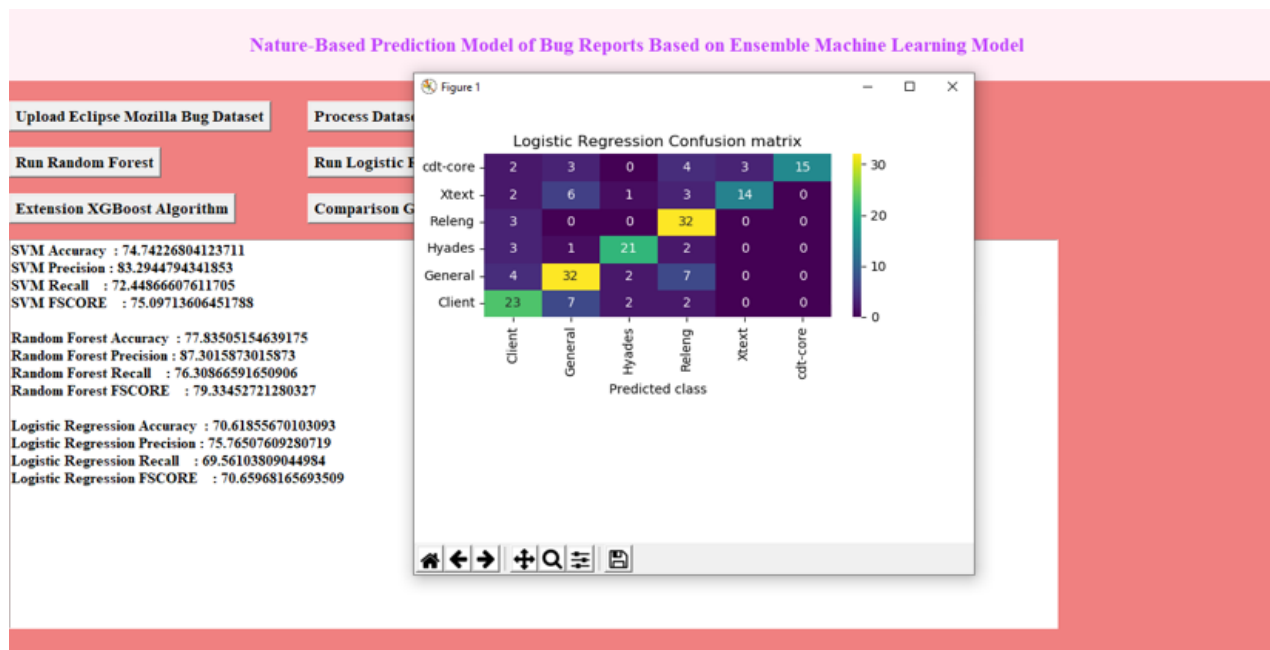 Nature-Based Prediction Model of Bug Reports Based on Ensemble Machine Learning Model
Upload Eclipse Mozilla Bug Dataset
Process Datase
Run Random Forest
Run Logistic
Extension XGBoost Algorithm
Comparison G
SVM Accuracy : 74.74226804123711
SVM Precision : 83.2944794341853
SVM Recall : 72.44866607611705
SVM FSCORE : 75.09713606451788
Random Forest Accuracy : 77.83505154639175
Random Forest Precision : 87.3015873015873
Random Forest Recall : 76.30866591650906
Random Forest FSCORE : 79.33452721280327
Logistic Regression Accuracy : 70.61855670103093
Logistic Regression Precision : 75.76507609280719
Logistic Regression Recall : 69.56103809044984
Logistic Regression FSCORE : 70.65968165693509
Figure 1
Logistic Regression Confusion matrix
cdt-core 2 3 0 4 3 15
Xtext 2 6 1 3 14 0
Releng 3 0 0 32 0 0
Hyades 3 1 21 2 0 0
General 4 32 2 7 0 0
Client 23 7 2 2 0 0
Client General Hyades Releng Xtext cdt-core
Predicted class
30
20
10
0